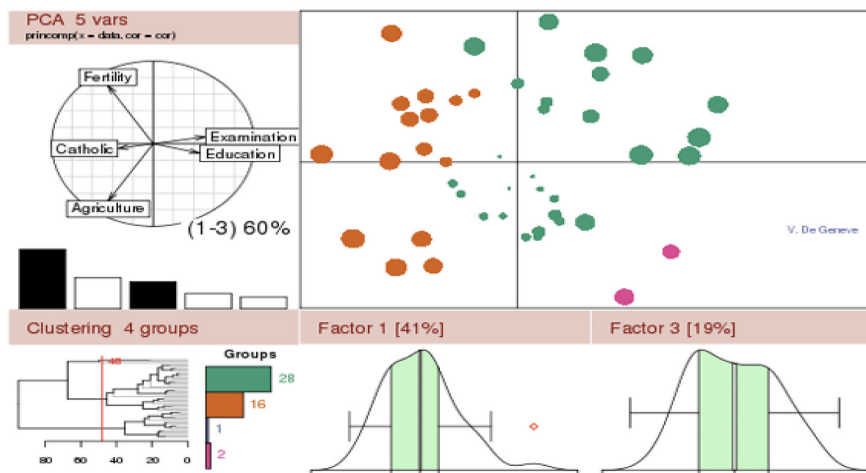 PCA 5 vars
princomp(x = data, cor = cor)
Fertility
Examination
Catholic
Education
Agriculture
(1-3) 60%
V. De Geneve
Clustering 4 groups
Factor 1 [41%]
Factor 3 [19%]
Groups
48
28
16
1
2
80 60 40 20 0